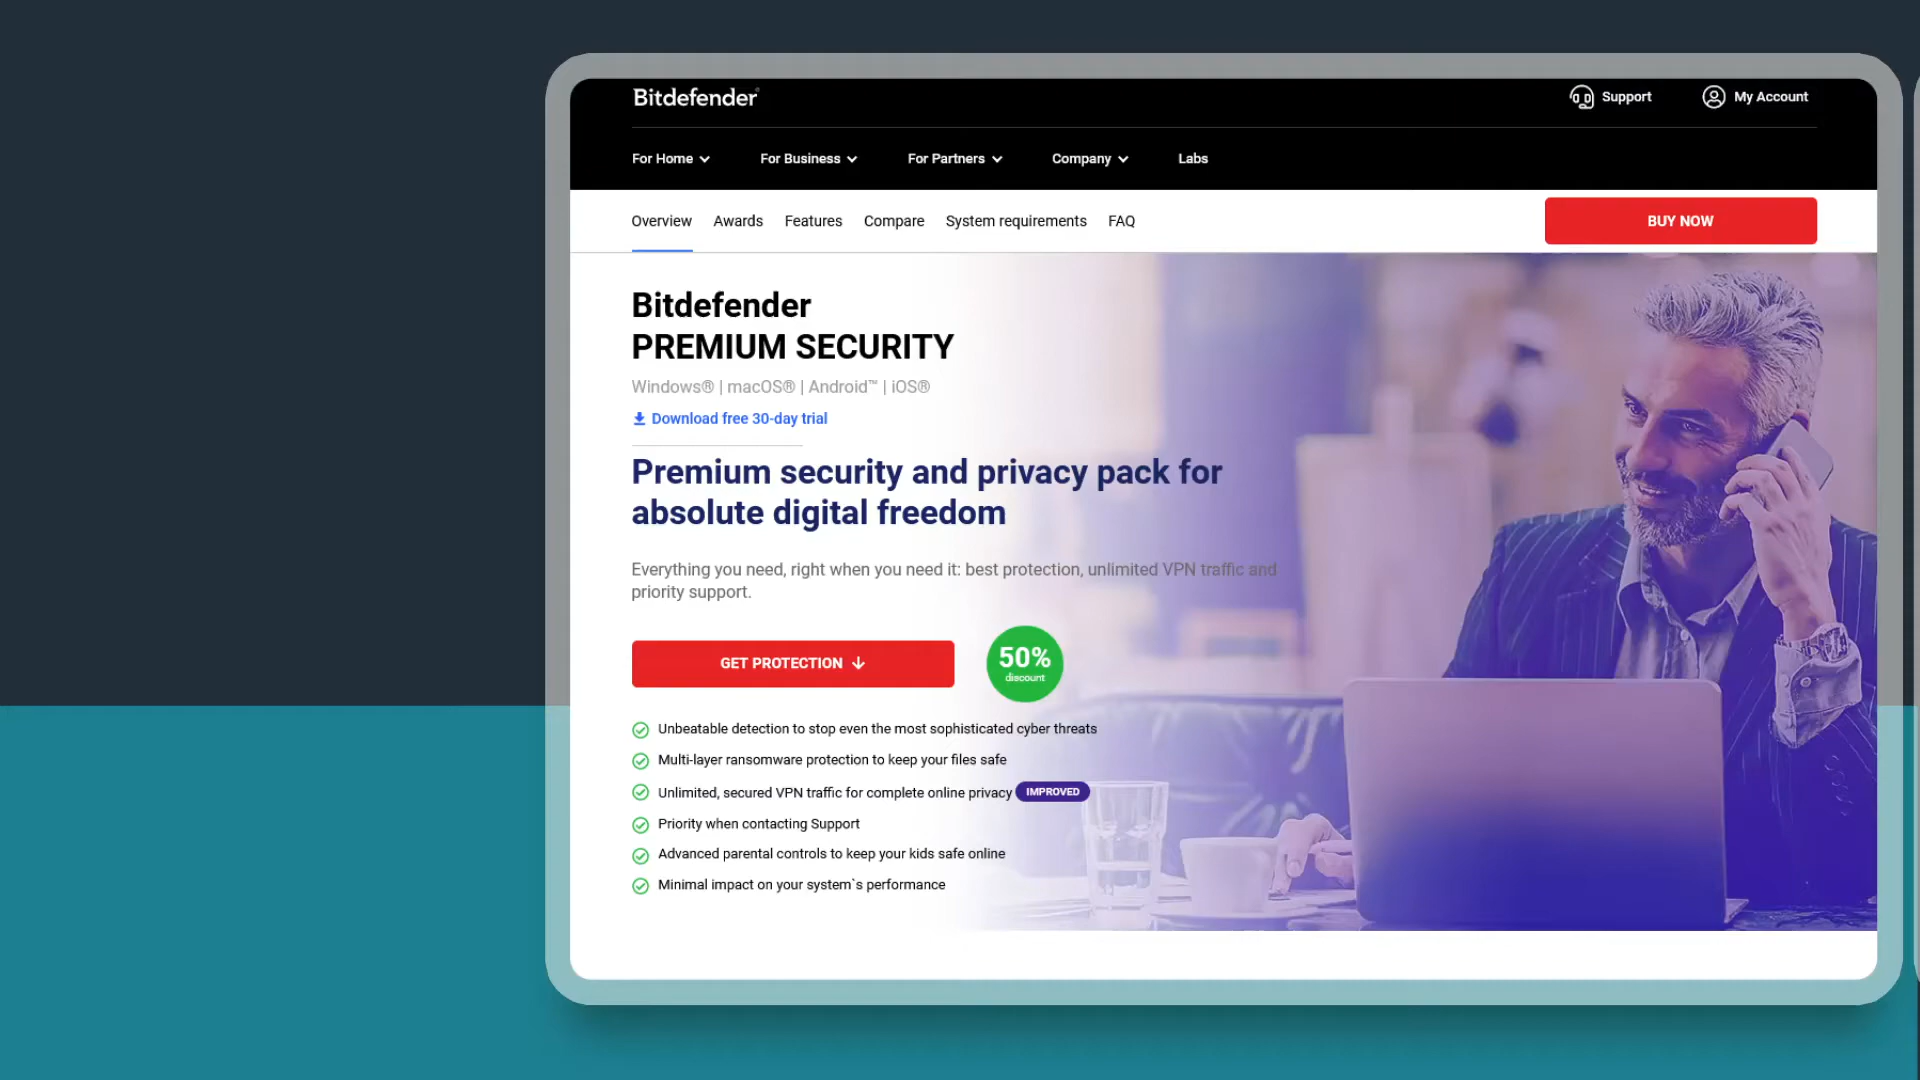 Bitdefender
Support
My Account
For Home
For Business
For Partners
Company
Labs
Overview
Awards
Features
Compare
System requirements
FAQ
BUY NOW
Bitdefender
PREMIUM SECURITY
Windows® | macOS® | Android™ | iOS®
Download free 30-day trial
Premium security and privacy pack for
absolute digital freedom
Everything you need, right when you need it: best protection, unlimited VPN traffic and
priority support.
GET PROTECTION
50%
discount
Unbeatable detection to stop even the most sophisticated cyber threats
Multi-layer ransomware protection to keep your files safe
Unlimited, secured VPN traffic for complete online privacy IMPROVED
Priority when contacting Support
Advanced parental controls to keep your kids safe online
Minimal impact on your system`s performance